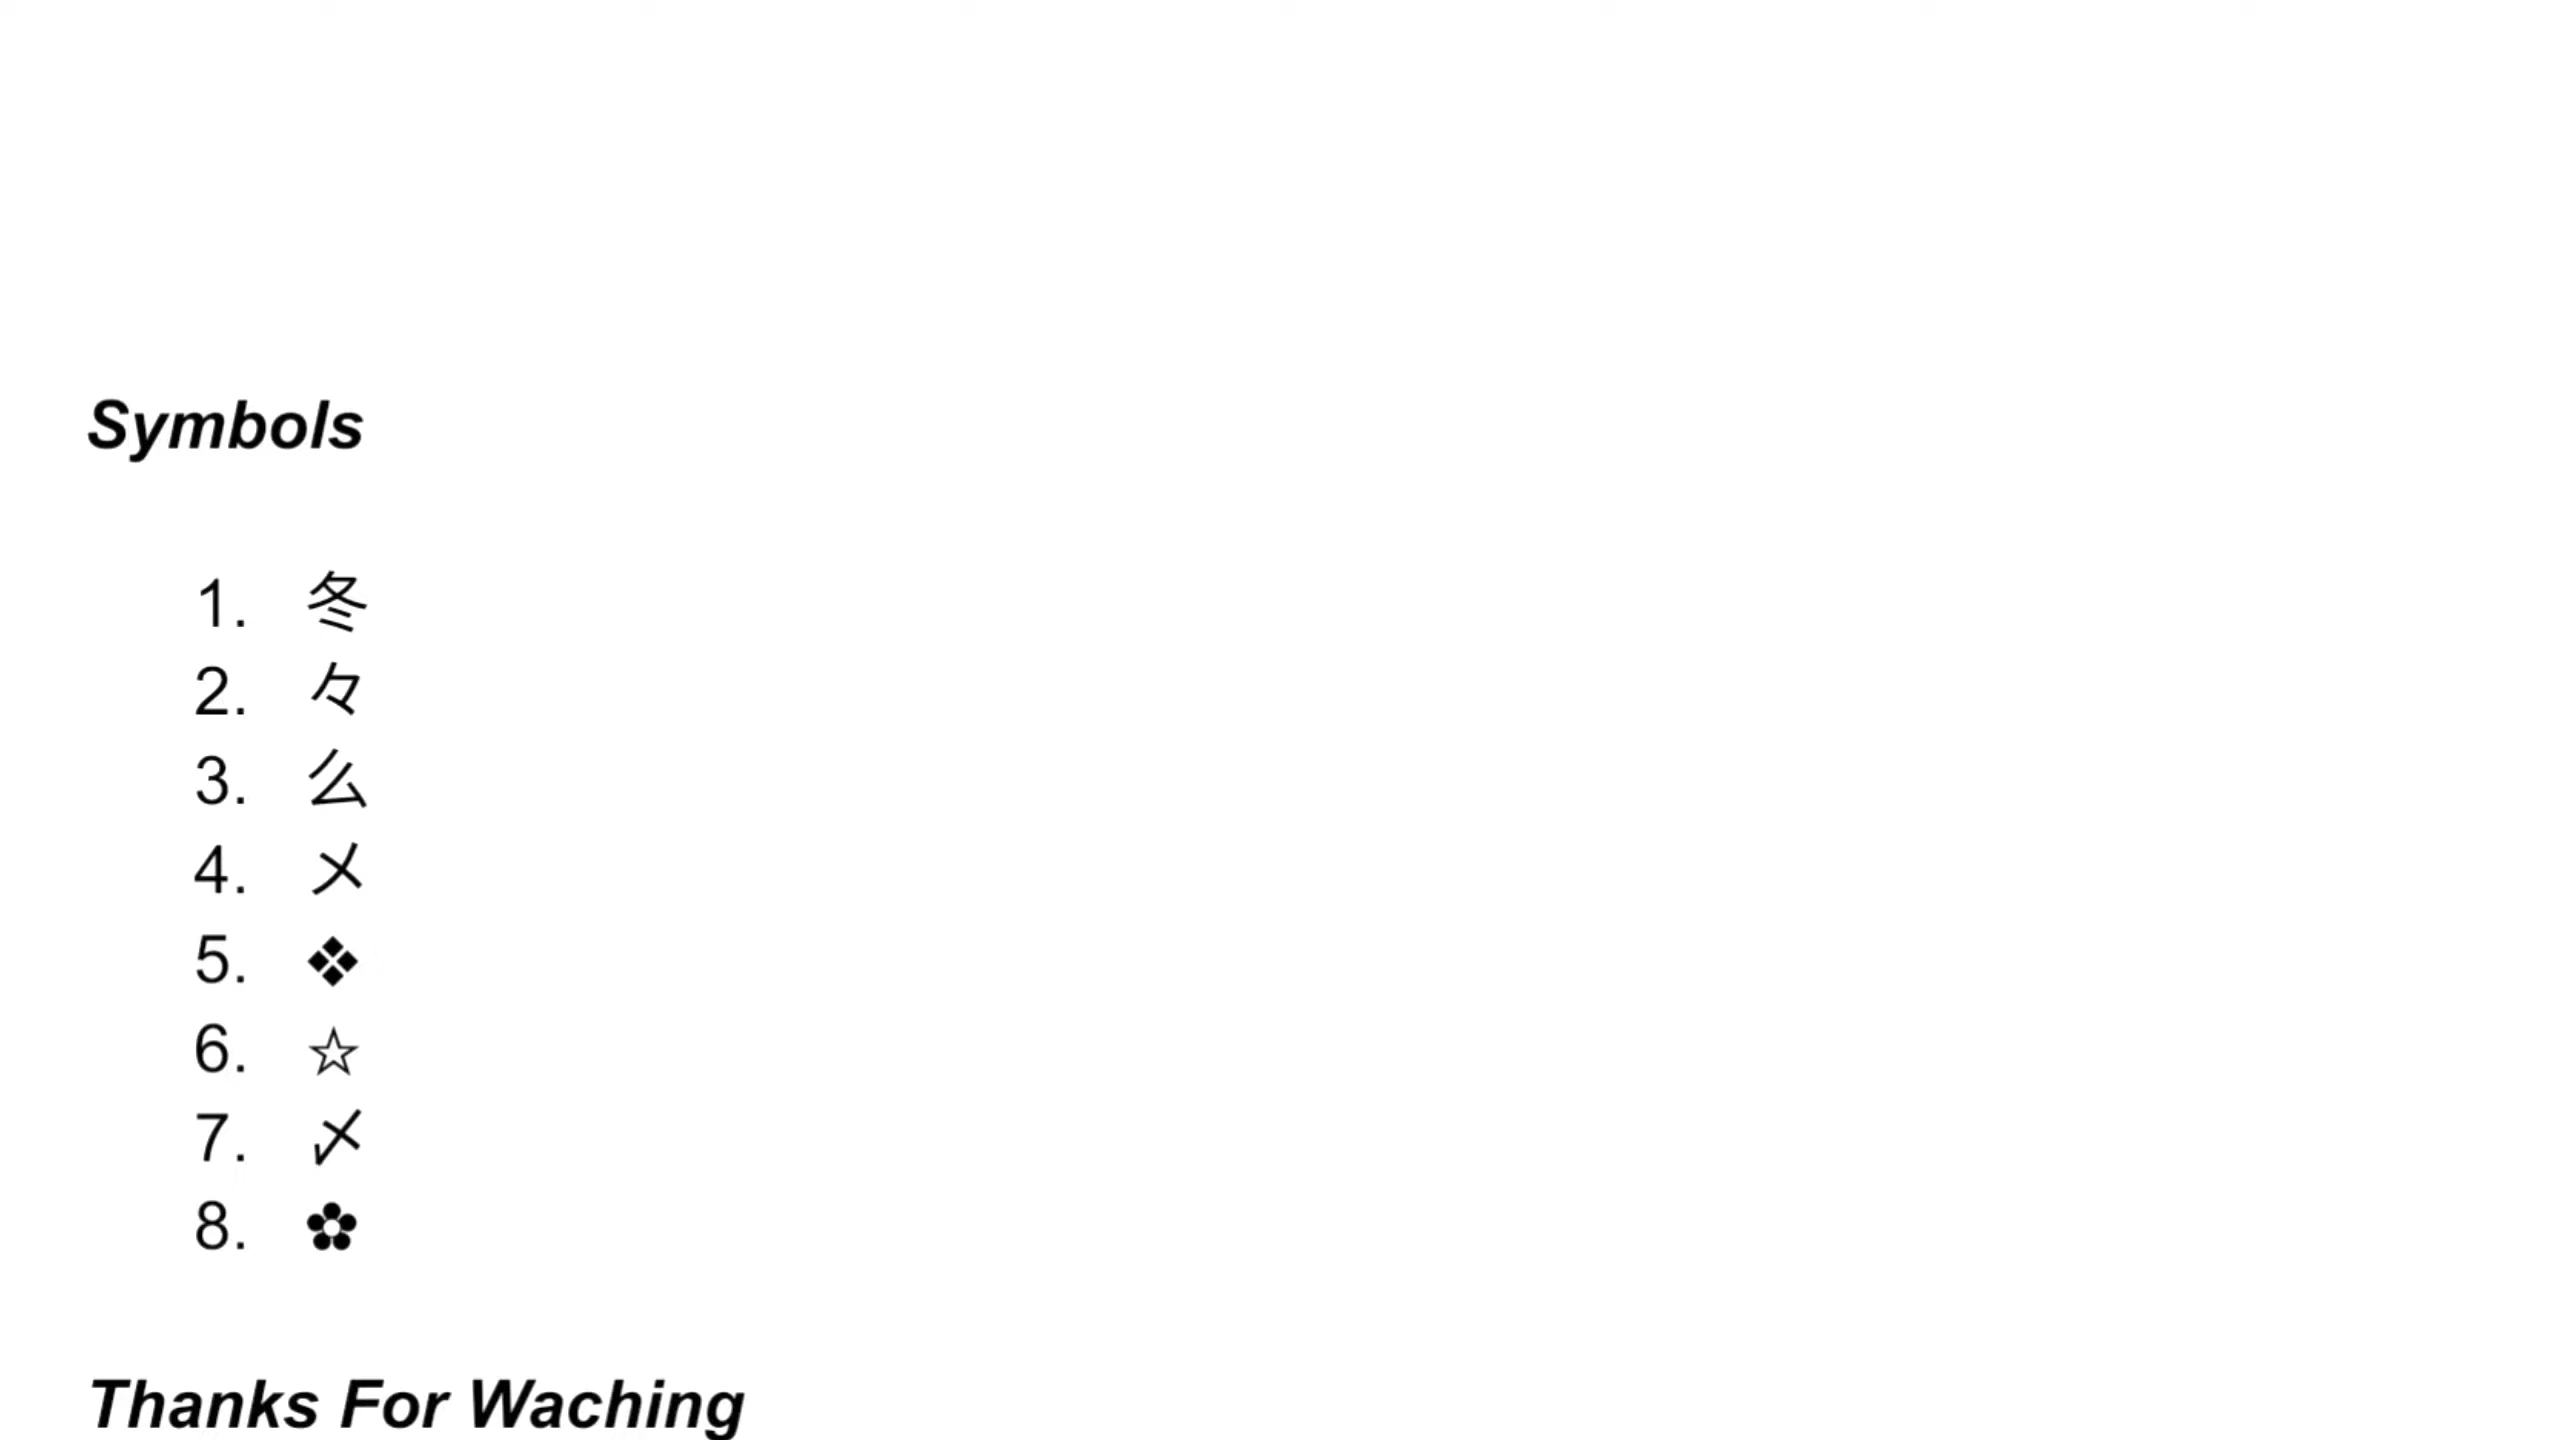 Symbols
1. 冬
2. 々
3. 么
4. メ
5. ❖
6. ☆
7. 〆
8. ✿
Thanks For Waching